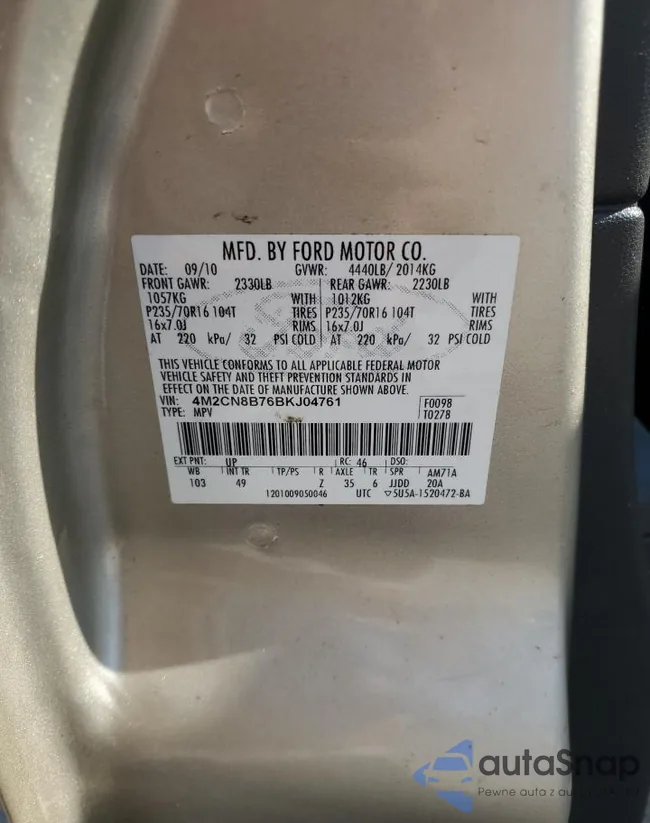 MFD. BY FORD MOTOR CO.
DATE: 09/10 GVWR: 4440LB/ 2014KG
FRONT GAWR: 2330LB REAR GAWR: 2230LB
1057KG WITH 1012KG WITH
P235/70R16 104T TIRES P235/70R16 104T TIRES
16x7.0J RIMS 16x7.0J RIMS
AT 220 kPa/ 32 PSI COLD AT 220 kPa/ 32 PSI COLD
THIS VEHICLE CONFORMS TO ALL APPLICABLE FEDERAL MOTOR
VEHICLE SAFETY AND THEFT PREVENTION STANDARDS IN
EFFECT ON THE DATE OF MANUFACTURE SHOWN ABOVE.
VIN: 4M2CN8B76BKJ04761 F0098
TYPE: MPV T0278
EXT PNT: UP RC: 46 DSO:
WB INT TR TP/PS R AXLE TR SPR AM71A
103 49 Z 35 6 JJDD 20A
1201009050046 UTC ▽5U5A-1520472-BA
autoSnap
Pewne auta z